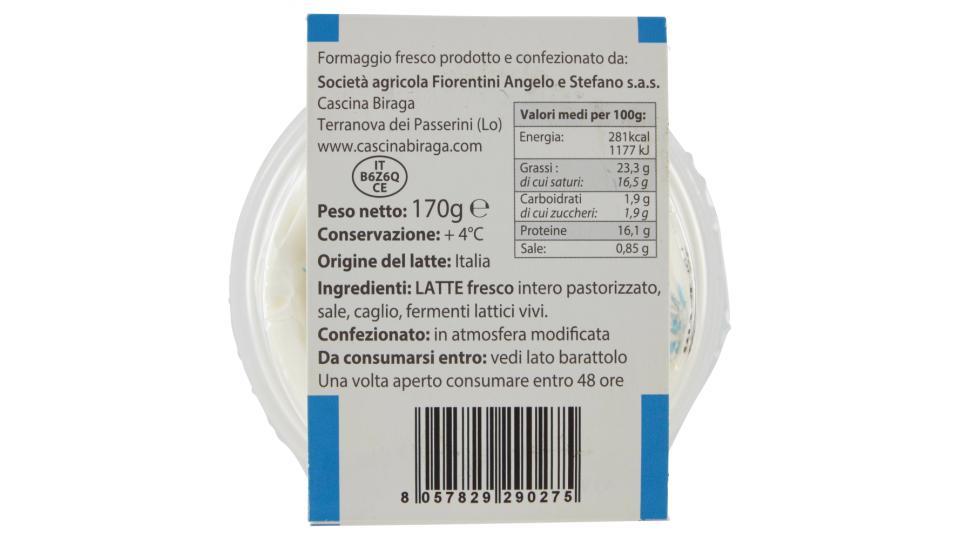 Formaggio fresco prodotto e confezionato da:
Società agricola Fiorentini Angelo e Stefano s.a.s.
Cascina Biraga
Terranova dei Passerini (Lo)
www.cascinabiraga.com
IT
B6Z6Q
CE
Peso netto: 170g ℮
Conservazione: + 4°C
Origine del latte: Italia
Valori medi per 100g:
Energia: 281kcal
1177 kJ
Grassi : 23,3 g
di cui saturi: 16,5 g
Carboidrati 1,9 g
di cui zuccheri: 1,9 g
Proteine 16,1 g
Sale: 0,85 g
Ingredienti: LATTE fresco intero pastorizzato,
sale, caglio, fermenti lattici vivi.
Confezionato: in atmosfera modificata
Da consumarsi entro: vedi lato barattolo
Una volta aperto consumare entro 48 ore
8 057829 290275